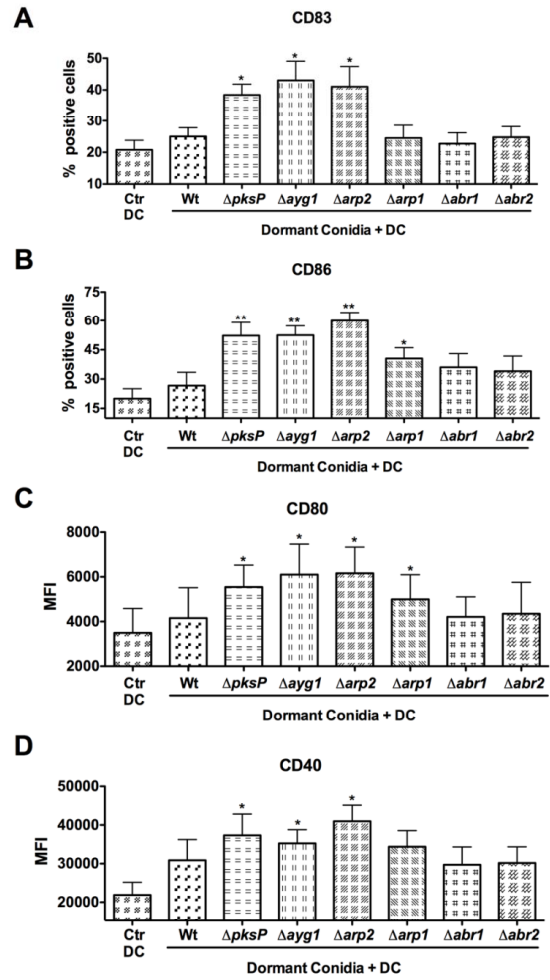 A
CD83
% positive cells
50
40
30
20
10
Ctr DC
Wt
ΔpksP
Δayg1
Δarp2
Δarp1
Δabr1
Δabr2
* * *
Dormant Conidia + DC
B
CD86
% positive cells
75
60
45
30
15
Ctr DC
Wt
ΔpksP
Δayg1
Δarp2
Δarp1
Δabr1
Δabr2
** ** ** *
Dormant Conidia + DC
C
CD80
MFI
8000
6000
4000
2000
Ctr DC
Wt
ΔpksP
Δayg1
Δarp2
Δarp1
Δabr1
Δabr2
* * * *
Dormant Conidia + DC
D
CD40
MFI
50000
40000
30000
20000
Ctr DC
Wt
ΔpksP
Δayg1
Δarp2
Δarp1
Δabr1
Δabr2
* * *
Dormant Conidia + DC